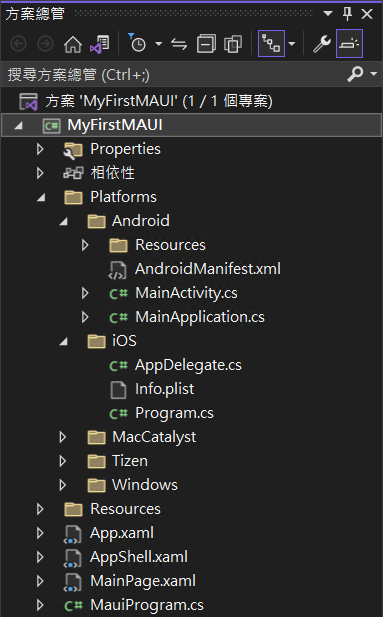 方案總管
搜尋方案總管 (Ctrl+;)
方案 'MyFirstMAUI' (1 / 1 個專案)
MyFirstMAUI
Properties
相依性
Platforms
Android
Resources
AndroidManifest.xml
MainActivity.cs
MainApplication.cs
iOS
AppDelegate.cs
Info.plist
Program.cs
MacCatalyst
Tizen
Windows
Resources
App.xaml
AppShell.xaml
MainPage.xaml
MauiProgram.cs